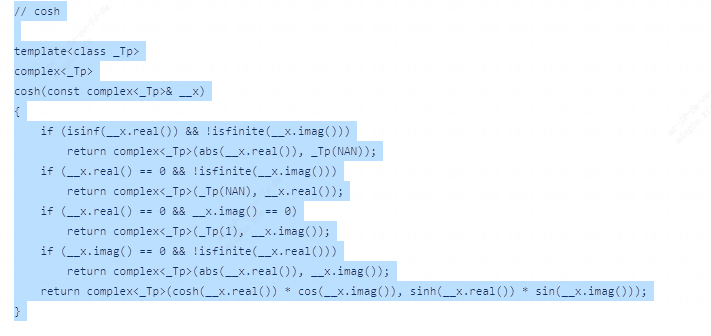 // cosh
template<class _Tp>
complex<_Tp>
cosh(const complex<_Tp>& __x)
{
    if (isinf(__x.real()) && !isfinite(__x.imag()))
        return complex<_Tp>(abs(__x.real()), _Tp(NAN));
    if (__x.real() == 0 && !isfinite(__x.imag()))
        return complex<_Tp>(_Tp(NAN), __x.real());
    if (__x.real() == 0 && __x.imag() == 0)
        return complex<_Tp>(_Tp(1), __x.imag());
    if (__x.imag() == 0 && !isfinite(__x.real()))
        return complex<_Tp>(abs(__x.real()), __x.imag());
    return complex<_Tp>(cosh(__x.real()) * cos(__x.imag()), sinh(__x.real()) * sin(__x.imag()));
}